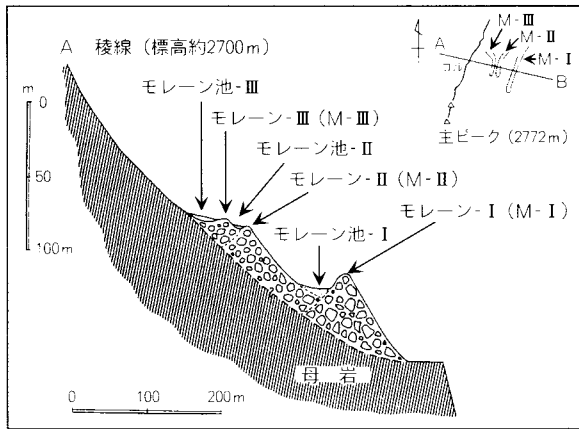 A 稜線(標高約2700m)
モレーン池-Ⅲ
モレーン-Ⅲ(M-Ⅲ)
モレーン池-Ⅱ
モレーン-Ⅱ(M-Ⅱ)
モレーン-Ⅰ(M-Ⅰ)
モレーン池-Ⅰ
m
0
50
100m
母岩
0 100 200m
M-Ⅲ
M-Ⅱ
M-Ⅰ
A
コル
B
主ピーク(2772m)